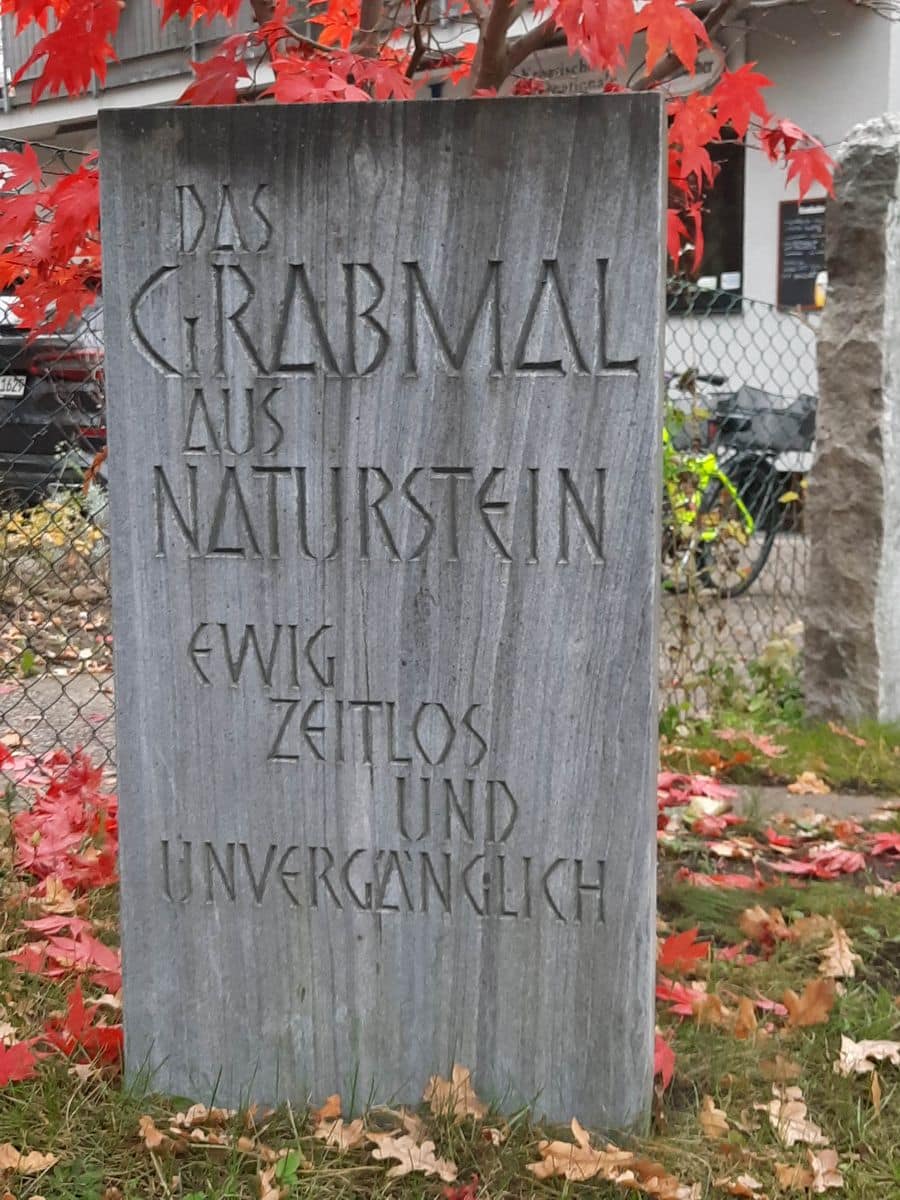 DAS
GRABMAL
AUS
NATURSTEIN
EWIG
ZEITLOS
UND
UNVERGÄNGLICH